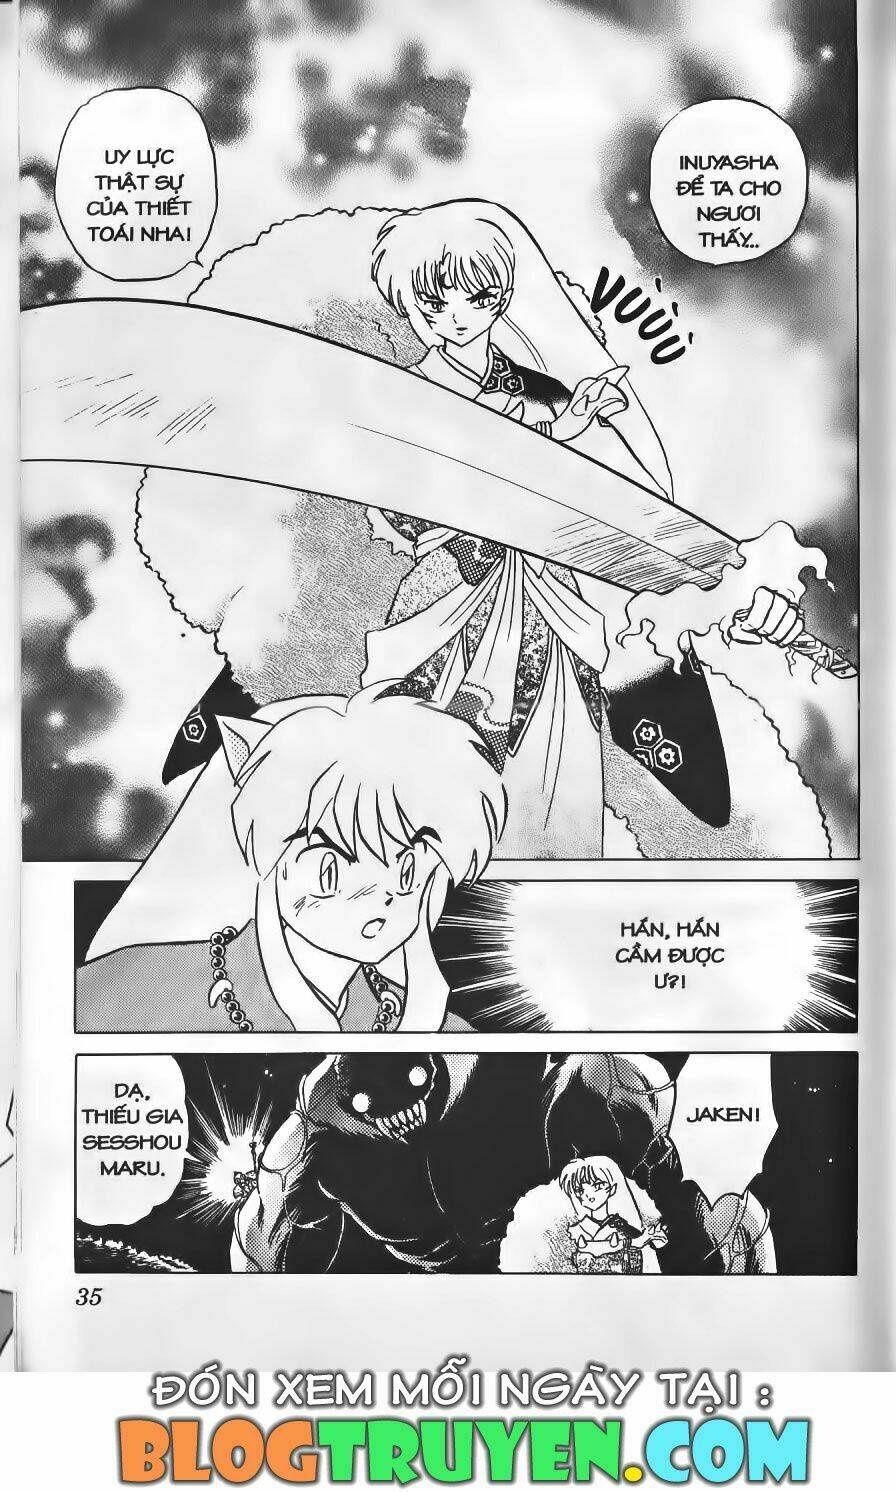 INUYASHA
ĐỂ TA CHO
NGƯƠI
THẤY...
UY LỰC
THẬT SỰ
CỦA THIẾT
TOÁI NHA!
VUÙÙÙ
HẮN, HẮN
CẦM ĐƯỢC
Ư?!
JAKEN!
DẠ,
THIẾU GIA
SESSHOU
MARU.
35
ĐÓN XEM MỖI NGÀY TẠI :
BLOGTRUYEN.COM